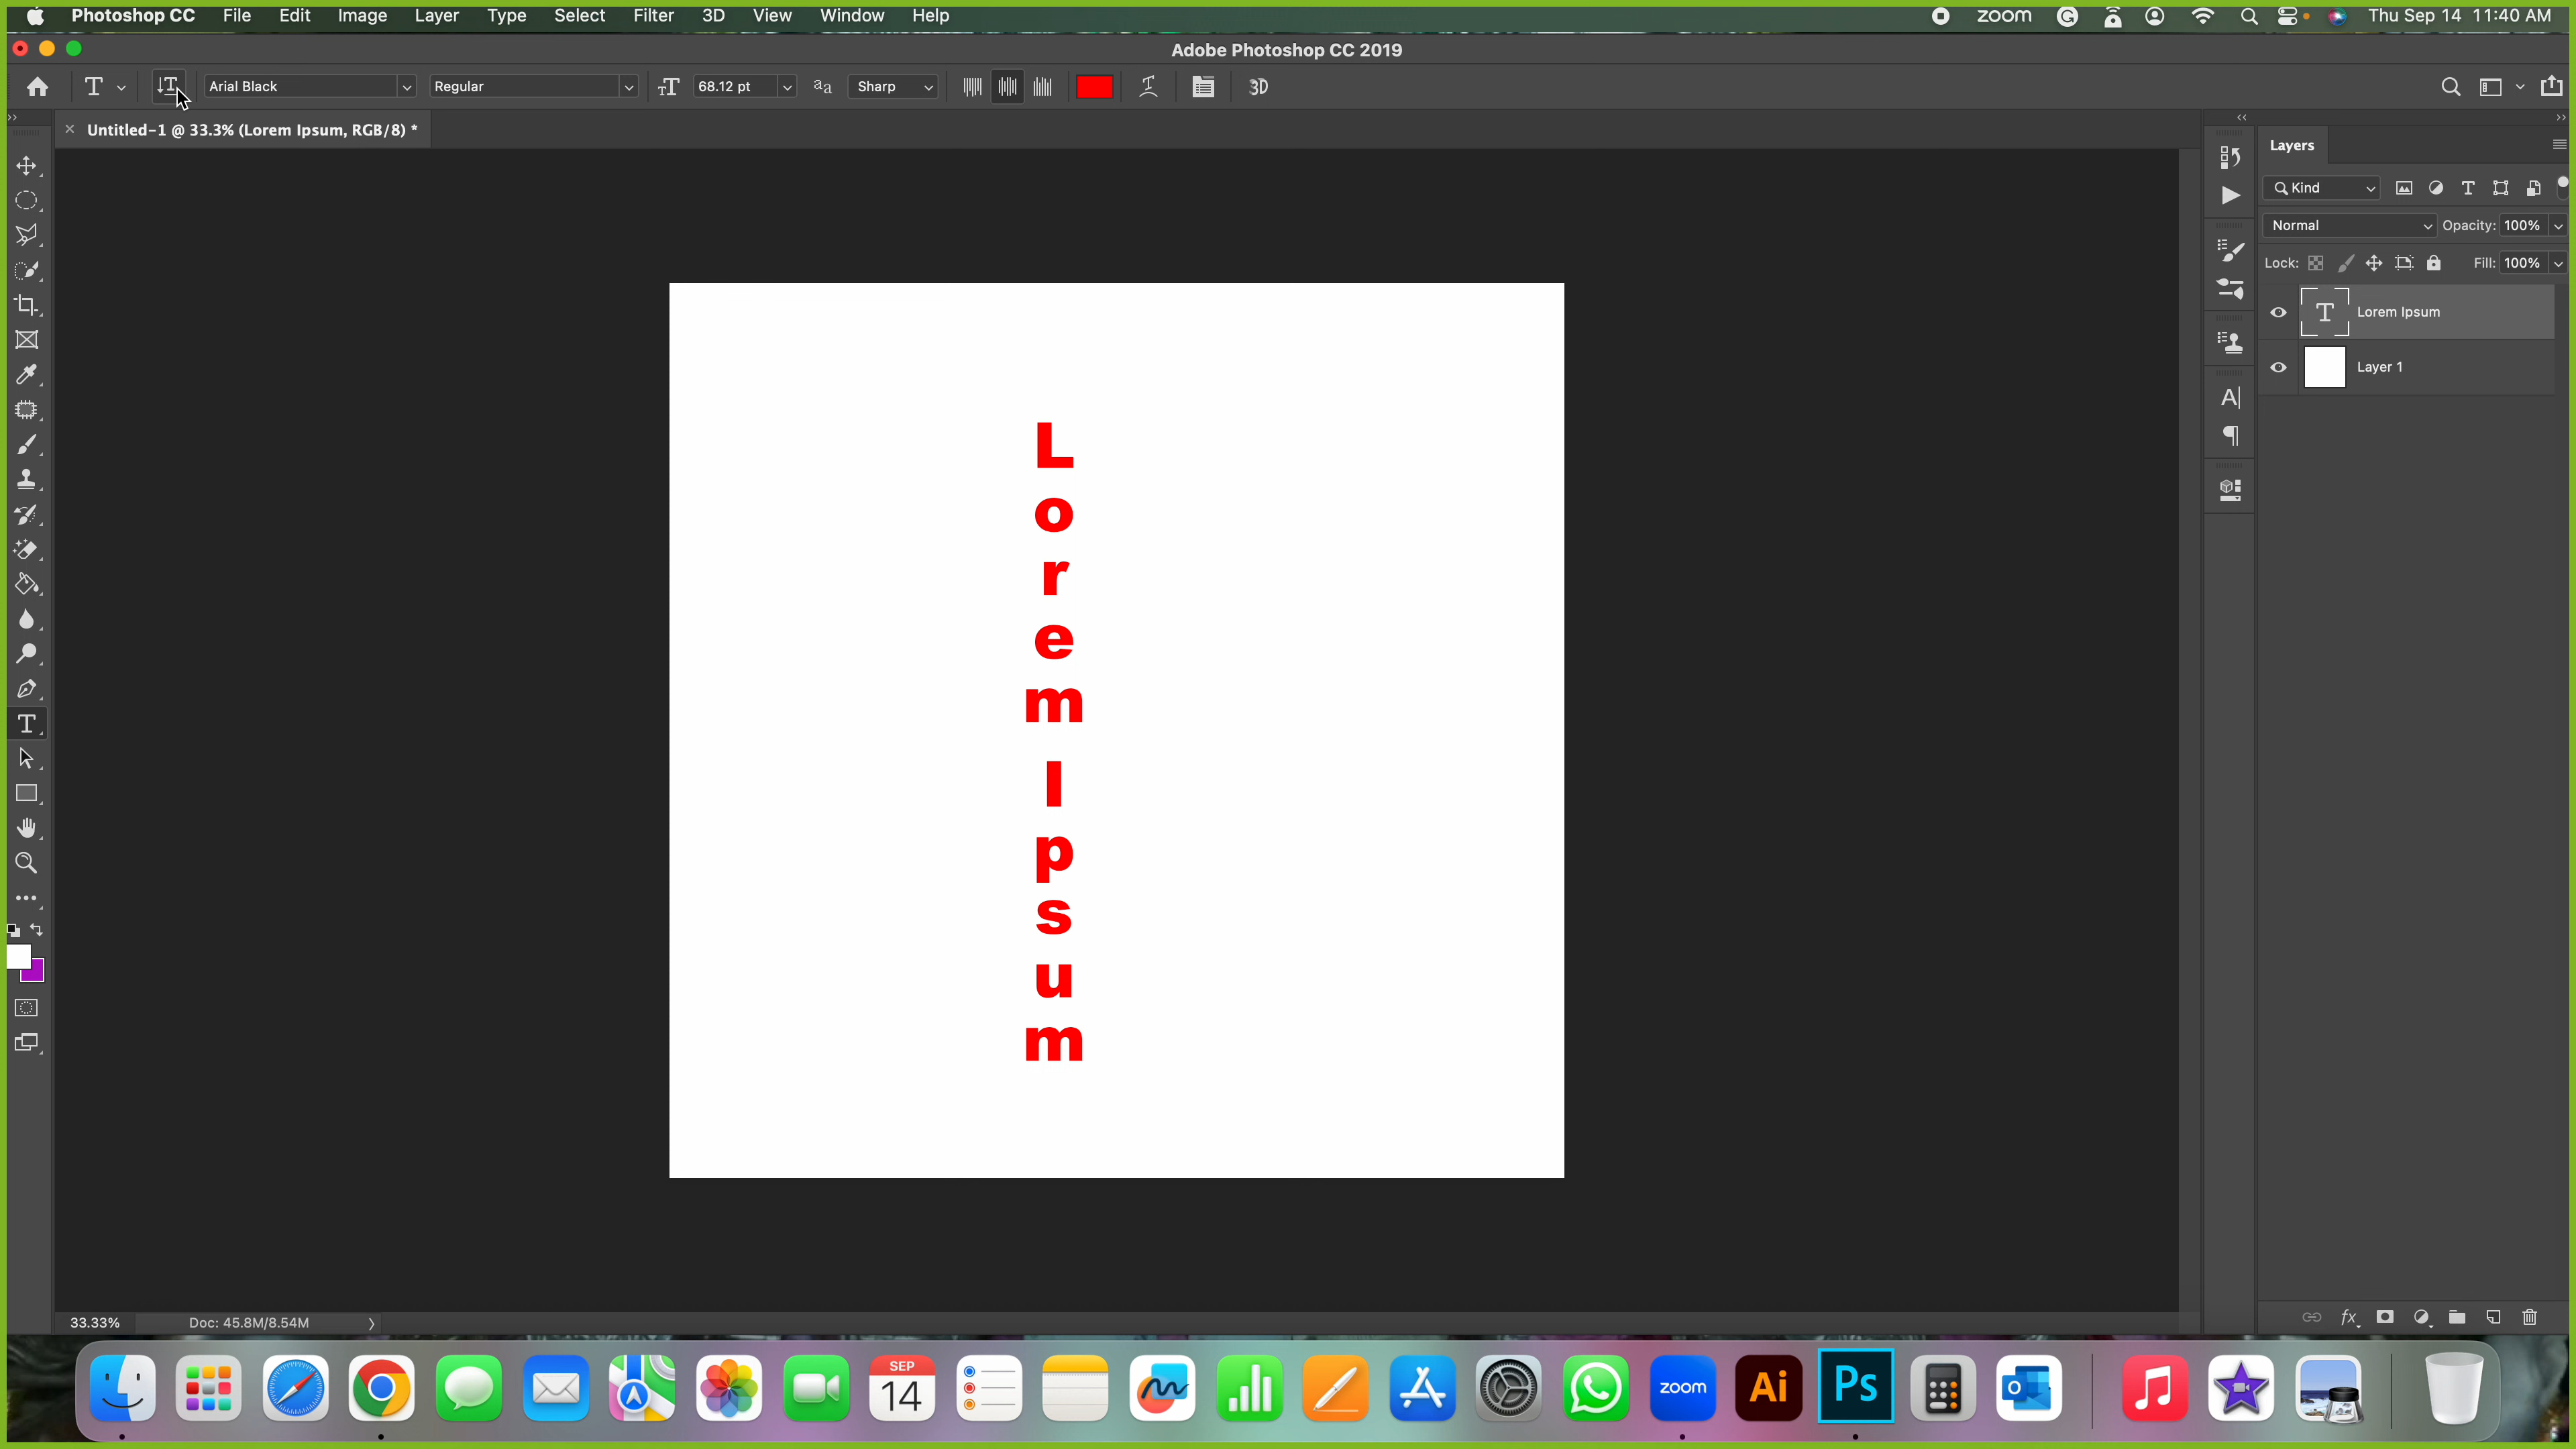 Photoshop CC File Edit Image Layer Type Select Filter 3D View Window Help zoom Thu Sep 14 11:40 AM
Adobe Photoshop CC 2019
Arial Black Regular 68.12 pt Sharp 3D
× Untitled-1 @ 33.3% (Lorem Ipsum, RGB/8) *
Layers
Kind
Normal Opacity: 100%
Lock: Fill: 100%
Lorem Ipsum
Layer 1
L
o
r
e
m
I
p
s
u
m
33.33% Doc: 45.8M/8.54M
fx
SEP
14
zoom
Ai
Ps